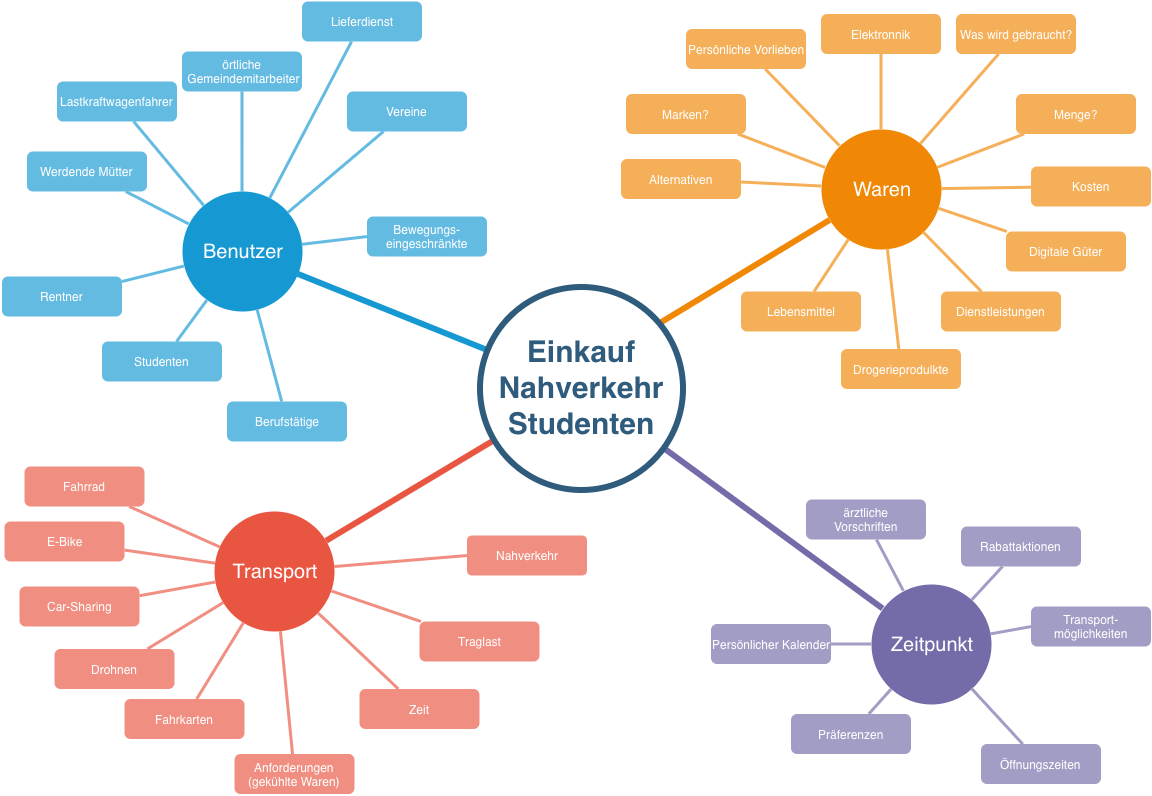 Einkauf
Nahverkehr
Studenten
Benutzer
Lieferdienst
örtliche
Gemeindemitarbeiter
Lastkraftwagenfahrer
Vereine
Werdende Mütter
Bewegungs-
eingeschränkte
Rentner
Studenten
Berufstätige
Waren
Elektronnik
Was wird gebraucht?
Persönliche Vorlieben
Marken?
Menge?
Alternativen
Kosten
Digitale Güter
Lebensmittel
Dienstleistungen
Drogerieprodulkte
Transport
Fahrrad
E-Bike
Nahverkehr
Car-Sharing
Traglast
Drohnen
Zeit
Fahrkarten
Anforderungen
(gekühlte Waren)
Zeitpunkt
ärztliche
Vorschriften
Rabattaktionen
Transport-
möglichkeiten
Persönlicher Kalender
Präferenzen
Öffnungszeiten